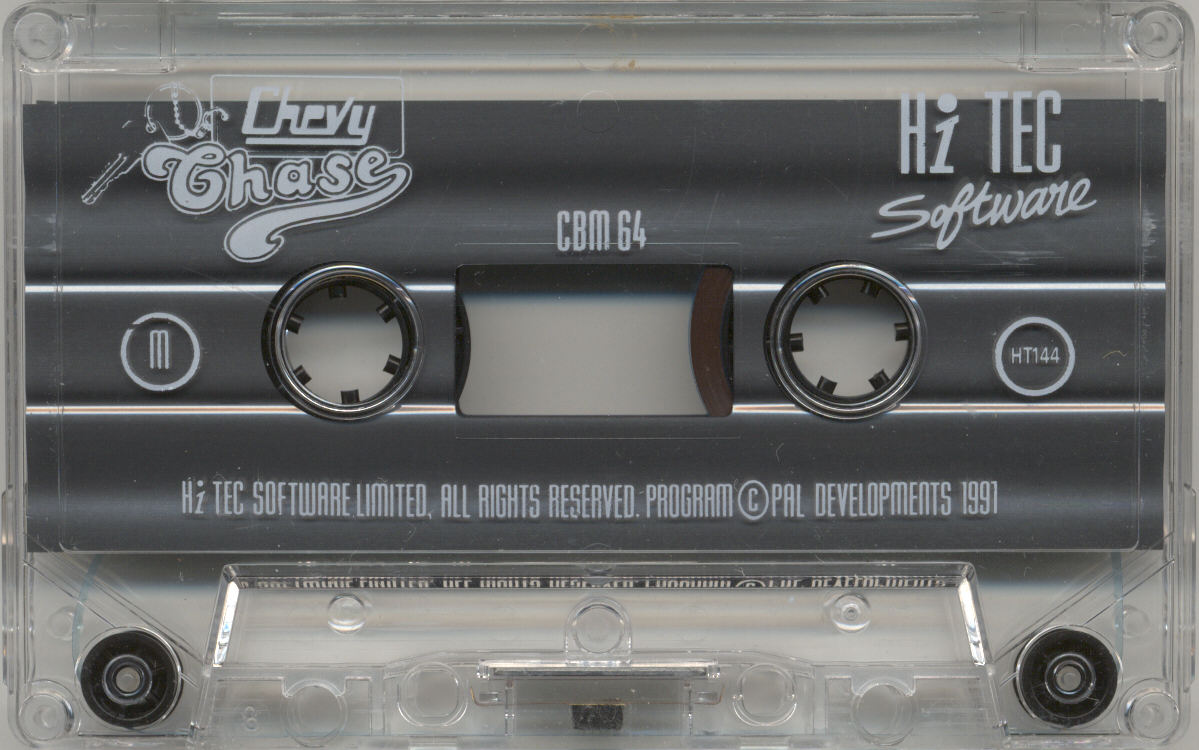 Chevy
Chase
Hi TEC
Software
CBM 64
m
HT144
Hi TEC SOFTWARE LIMITED, ALL RIGHTS RESERVED. PROGRAM © PAL DEVELOPMENTS 1991
8